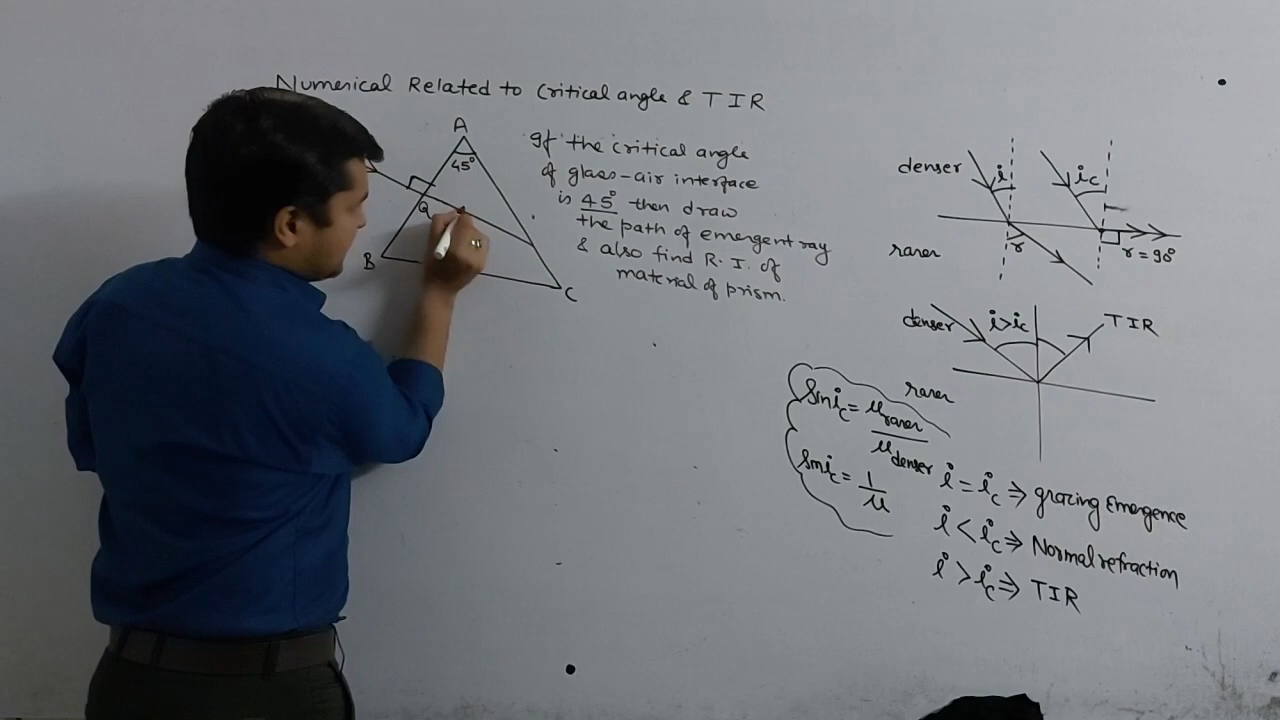 Numerical Related to Critical angle & TIR
A
45°
Q
B
C
If the critical angle
of glass-air interface
is 45° then draw
the path of emergent ray
& also find R.I. of
material of prism.
denser
i
ic
rarer
r
r = 90°
denser
i>ic
TIR
rarer
Sin ic = μrarer / μdenser
Sin ic = 1 / μ
i = ic ⇒ grazing Emergence
i < ic ⇒ Normal refraction
i > ic ⇒ TIR